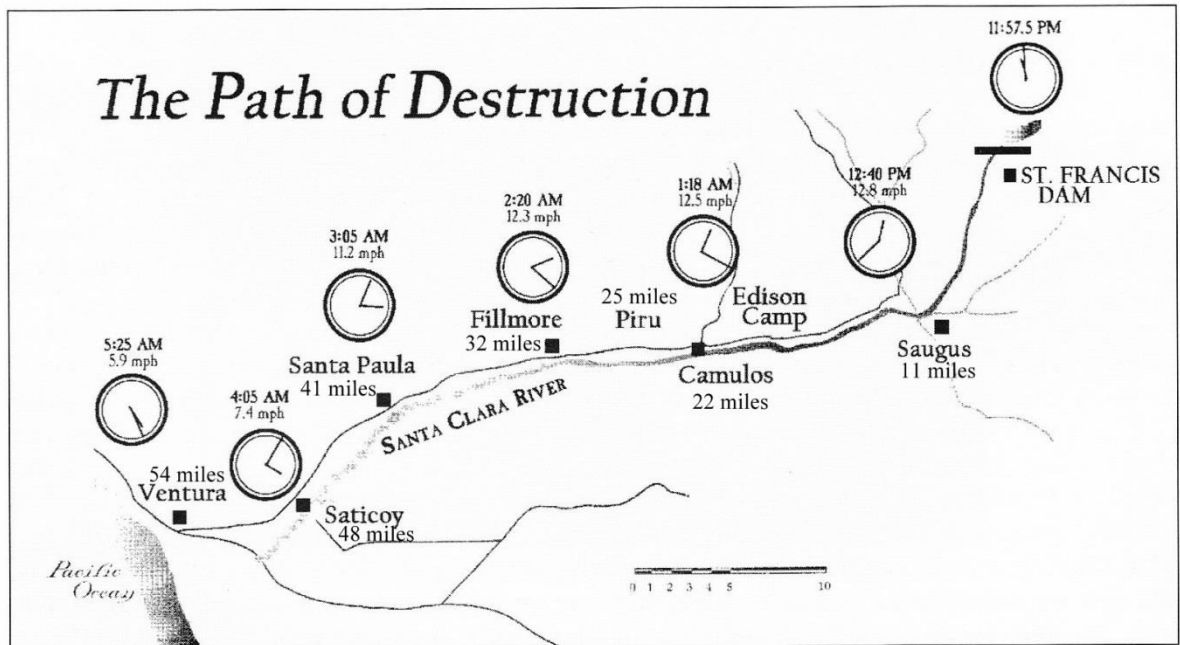 The Path of Destruction
11:57.5 PM
ST. FRANCIS
DAM
12:40 PM
12.8 mph
Saugus
11 miles
1:18 AM
12.5 mph
Edison
Camp
Camulos
22 miles
25 miles
Piru
2:20 AM
12.3 mph
Fillmore
32 miles
3:05 AM
11.2 mph
Santa Paula
41 miles
SANTA CLARA RIVER
4:05 AM
7.4 mph
Saticoy
48 miles
5:25 AM
5.9 mph
54 miles
Ventura
Pacific
Ocean
0 1 2 3 4 5 10